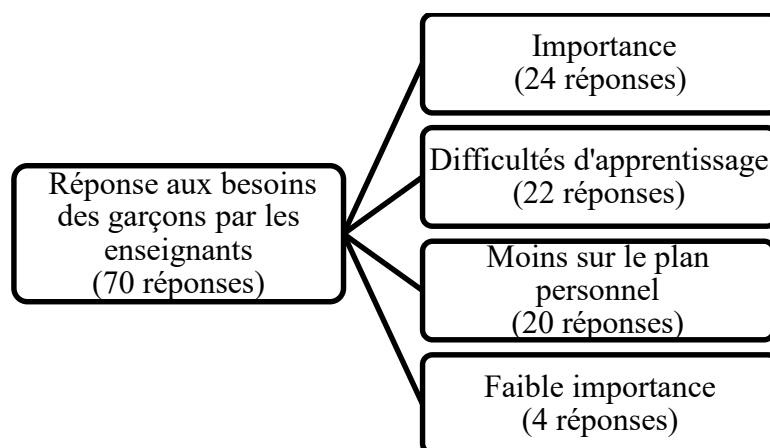 Réponse aux besoins
des garçons par les
enseignants
(70 réponses)
Importance
(24 réponses)
Difficultés d'apprentissage
(22 réponses)
Moins sur le plan
personnel
(20 réponses)
Faible importance
(4 réponses)